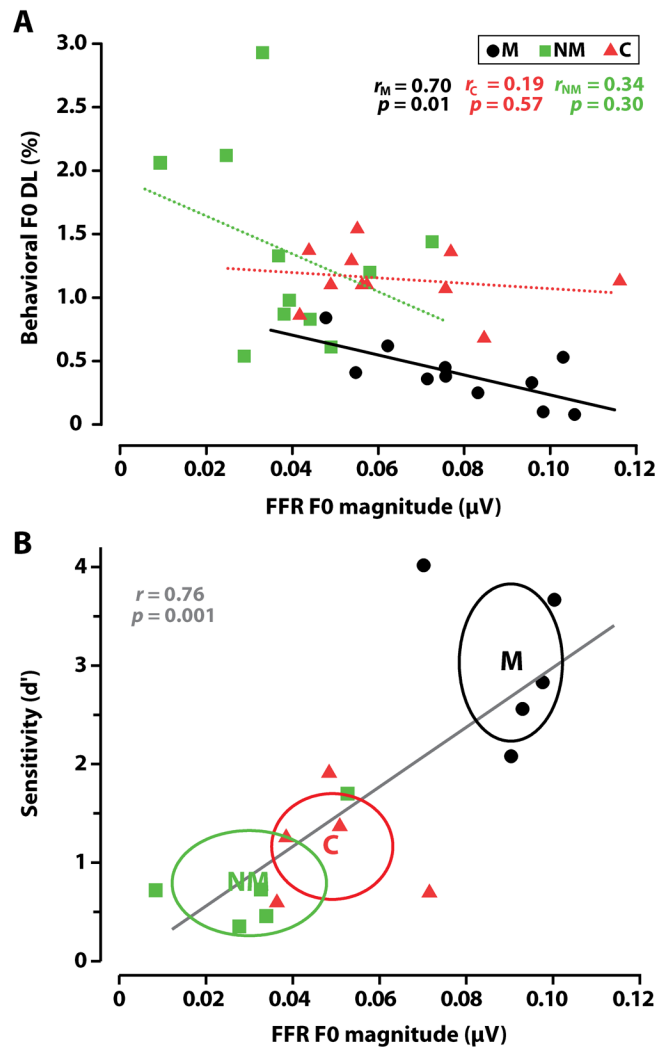 A
M NM C
3.0
2.5
2.0
1.5
1.0
0.5
0
Behavioral F0 DL (%)
rM = 0.70 rC = 0.19 rNM = 0.34
p = 0.01 p = 0.57 p = 0.30
0 0.02 0.04 0.06 0.08 0.10 0.12
FFR F0 magnitude (μV)
B
4
3
2
1
0
Sensitivity (d')
r = 0.76
p = 0.001
M
C
NM
0 0.02 0.04 0.06 0.08 0.10 0.12
FFR F0 magnitude (μV)